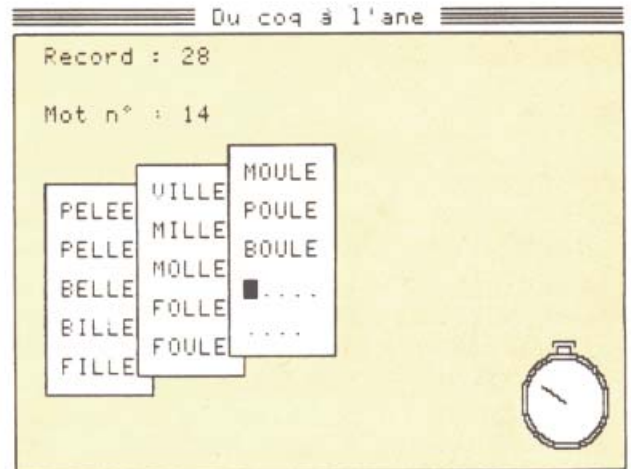 Du coq à l'ane
Record : 28
Mot n° : 14
PELEE
PELLE
BELLE
BILLE
FILLE
VILLE
MILLE
MOLLE
FOLLE
FOULE
MOULE
POULE
BOULE
. . . .
. . . .